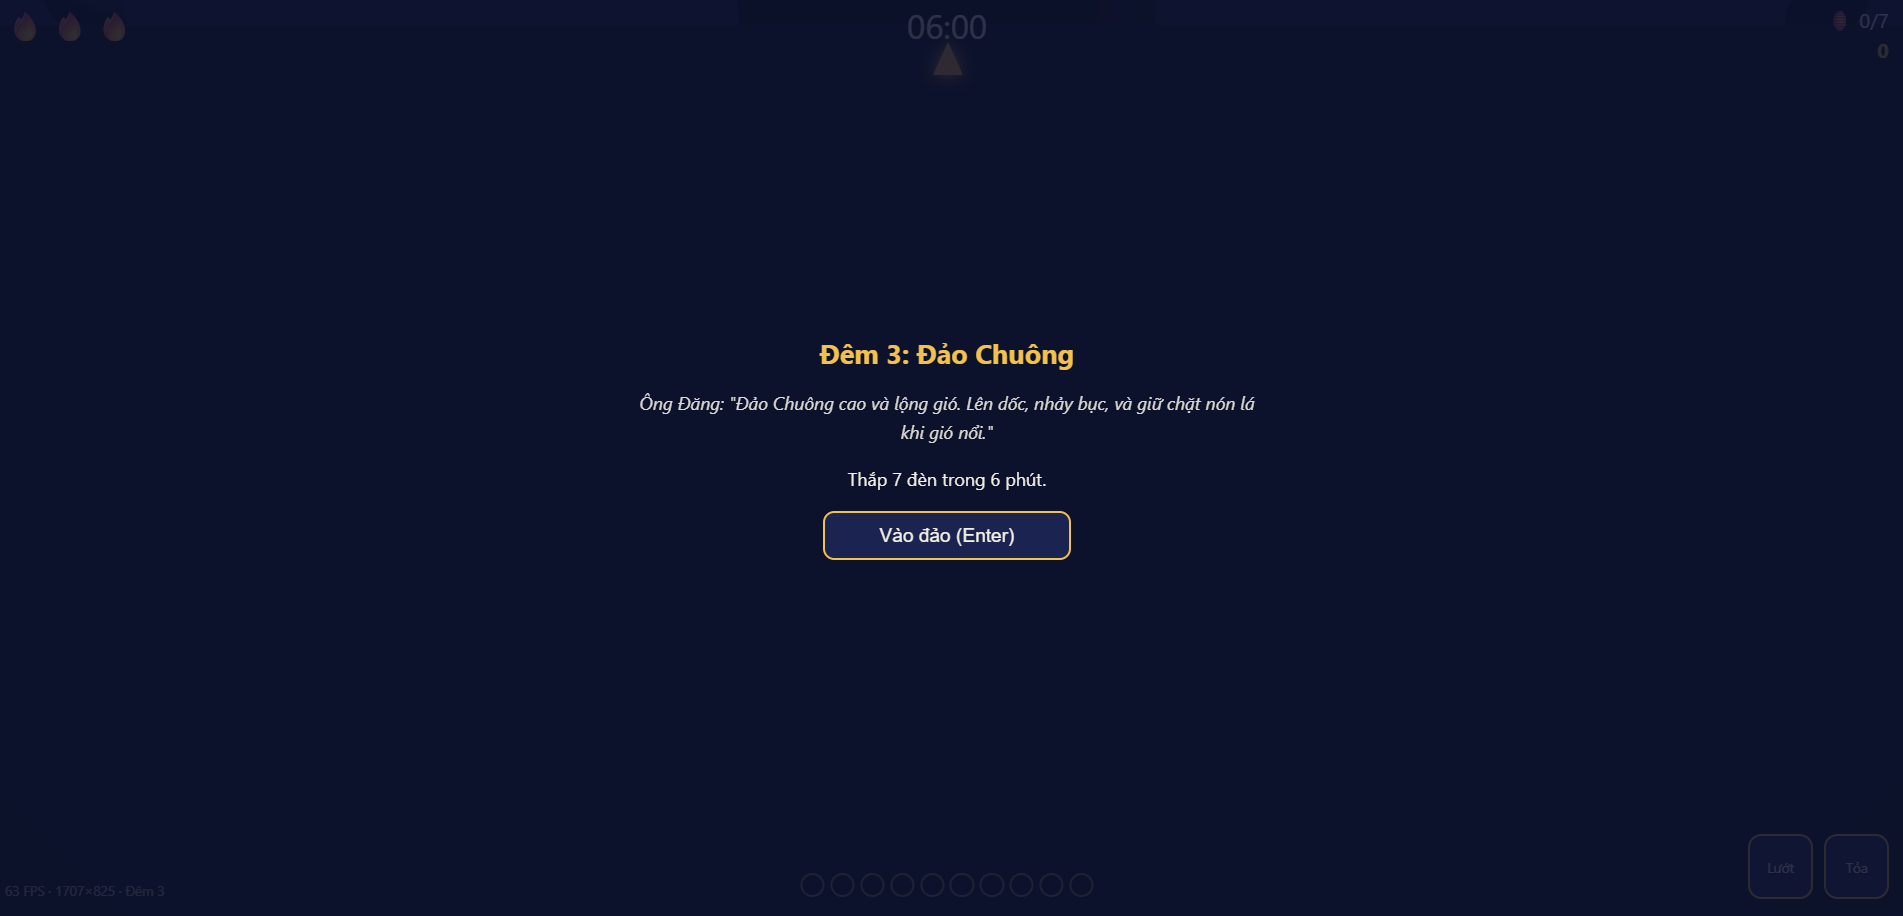 06:00
0/7
0
Đêm 3: Đảo Chuông
Ông Đăng: "Đảo Chuông cao và lộng gió. Lên dốc, nhảy bục, và giữ chặt nón lá
khi gió nổi."
Thắp 7 đèn trong 6 phút.
Vào đảo (Enter)
Lướt
Tỏa
63 FPS · 1707×825 · Đêm 3